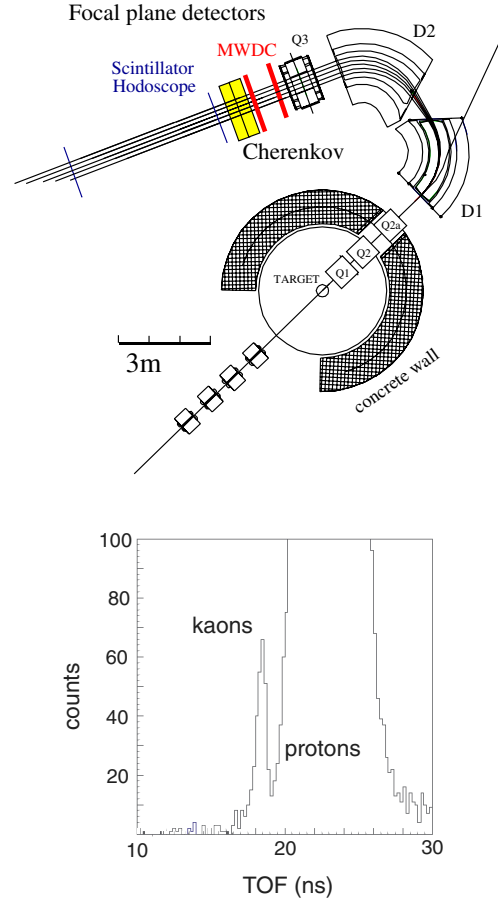 Focal plane detectors
D2
Q3
MWDC
Scintillator
Hodoscope
Cherenkov
D1
Q2a
Q2
Q1
TARGET
3m
concrete wall
100
80
60
40
20
counts
kaons
protons
10
20
30
TOF (ns)